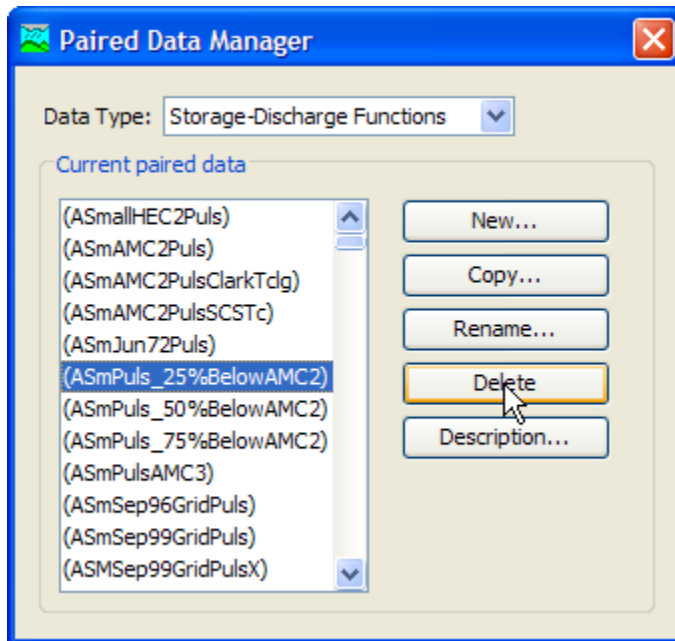 Paired Data Manager
Data Type: Storage-Discharge Functions
Current paired data
(ASmallHEC2Puls)
(ASmAMC2Puls)
(ASmAMC2PulsClarkTclg)
(ASmAMC2PulsSCSTc)
(ASmJun72Puls)
(ASmPuls_25%BelowAMC2)
(ASmPuls_50%BelowAMC2)
(ASmPuls_75%BelowAMC2)
(ASmPulsAMC3)
(ASmSep96GridPuls)
(ASmSep99GridPuls)
(ASMSep99GridPulsX)
New...
Copy...
Rename...
Delete
Description...